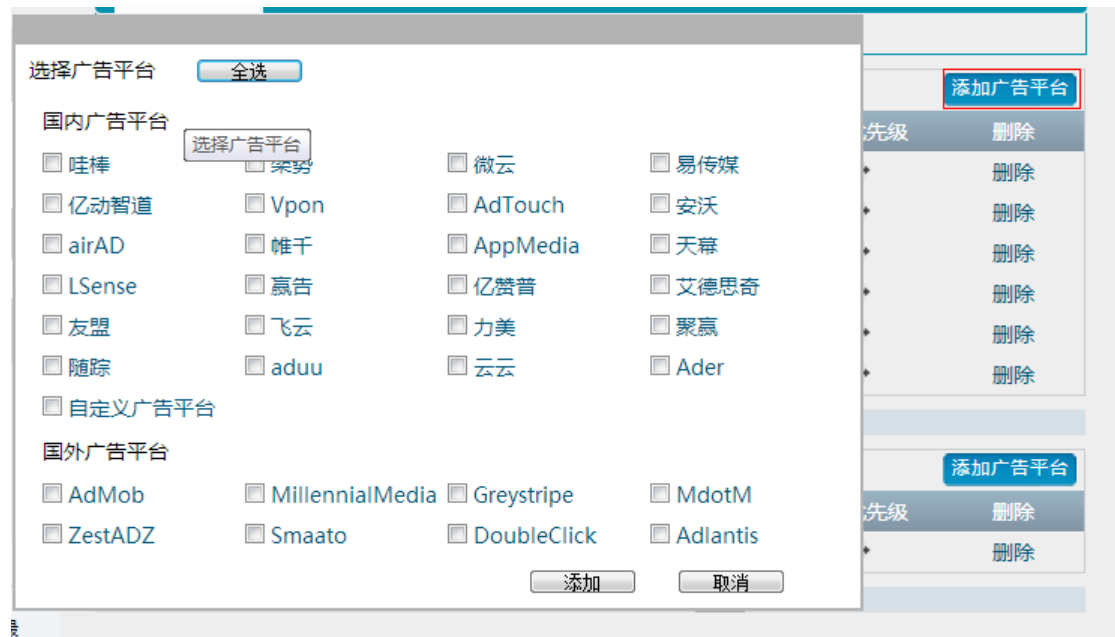 选择广告平台 全选
添加广告平台
国内广告平台
选择广告平台
先级 删除
哇棒 架势 微云 易传媒
删除
亿动智道 Vpon AdTouch 安沃
删除
airAD 帷千 AppMedia 天幕
删除
LSense 赢告 亿赞普 艾德思奇
删除
友盟 飞云 力美 聚赢
删除
随踪 aduu 云云 Ader
删除
自定义广告平台
国外广告平台
添加广告平台
AdMob MillennialMedia Greystripe MdotM
先级 删除
ZestADZ Smaato DoubleClick Adlantis
删除
添加 取消